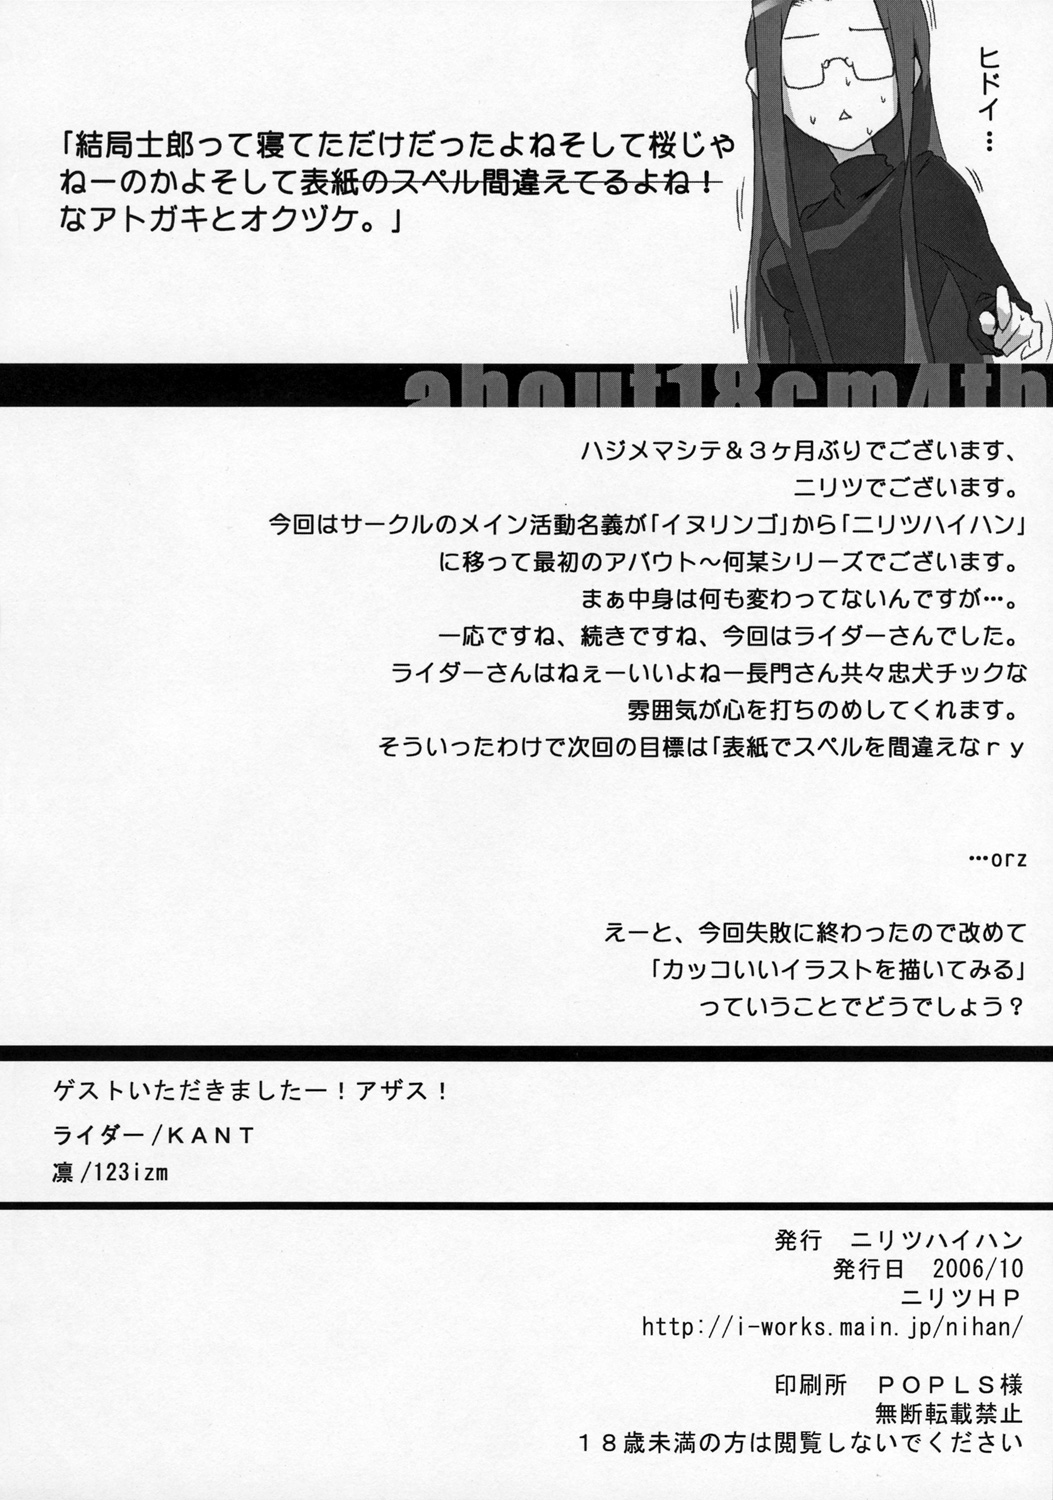 ヒドイ…
「結局士郎って寝てただけだったよねそして桜じゃ
ねーのかよそして表紙のスペル間違えてるよね！
なアトガキとオクヅケ。」
about18cm4th
ハジメマシテ＆３ヶ月ぶりでございます、
ニリツでございます。
今回はサークルのメイン活動名義が「イヌリンゴ」から「ニリツハイハン」
に移って最初のアバウト～何某シリーズでございます。
まぁ中身は何も変わってないんですが…。
一応ですね、続きですね、今回はライダーさんでした。
ライダーさんはねぇーいいよねー長門さん共々忠犬チックな
雰囲気が心を打ちのめしてくれます。
そういったわけで次回の目標は「表紙でスペルを間違えなｒｙ
…orz
えーと、今回失敗に終わったので改めて
「カッコいいイラストを描いてみる」
っていうことでどうでしょう？
ゲストいただきましたー！アザス！
ライダー/ＫＡＮＴ
凛/123izm
発行　ニリツハイハン
発行日　2006/10
ニリツＨＰ
http://i-works.main.jp/nihan/
印刷所　ＰＯＰＬＳ様
無断転載禁止
１８歳未満の方は閲覧しないでください